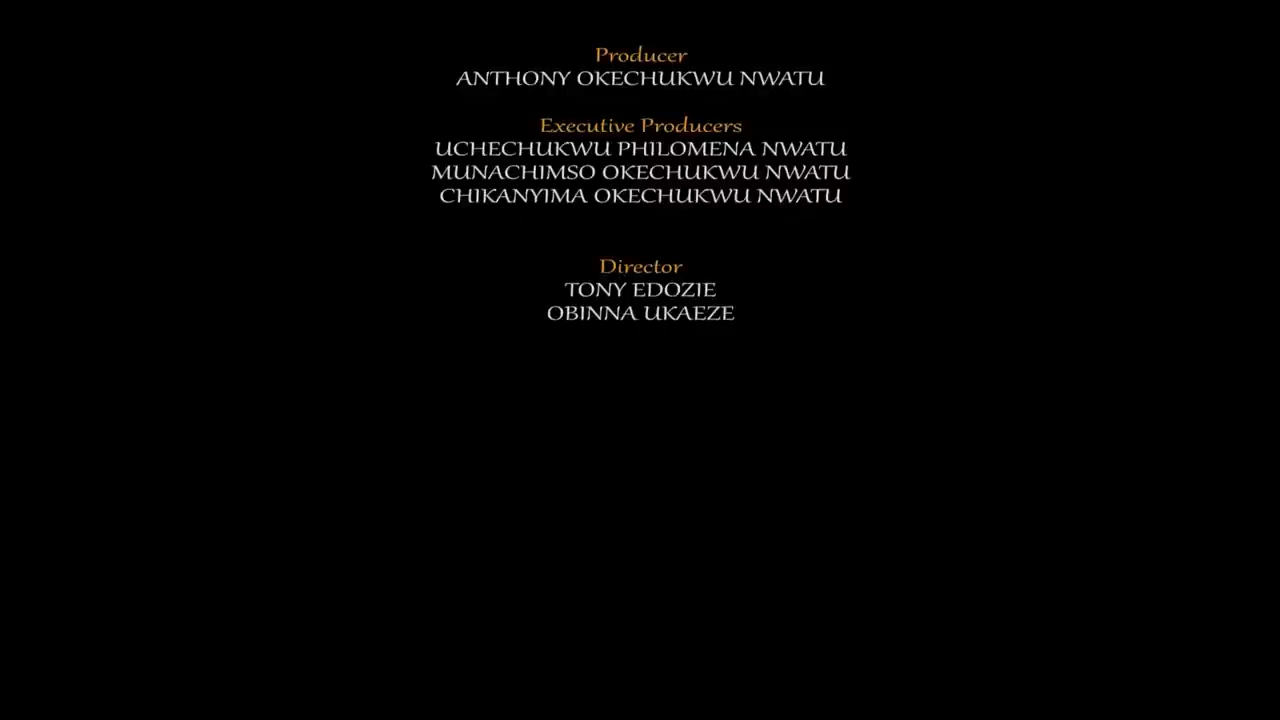 Producer
ANTHONY OKECHUKWU NWATU
Executive Producers
UCHECHUKWU PHILOMENA NWATU
MUNACHIMSO OKECHUKWU NWATU
CHIKANYIMA OKECHUKWU NWATU
Director
TONY EDOZIE
OBINNA UKAEZE